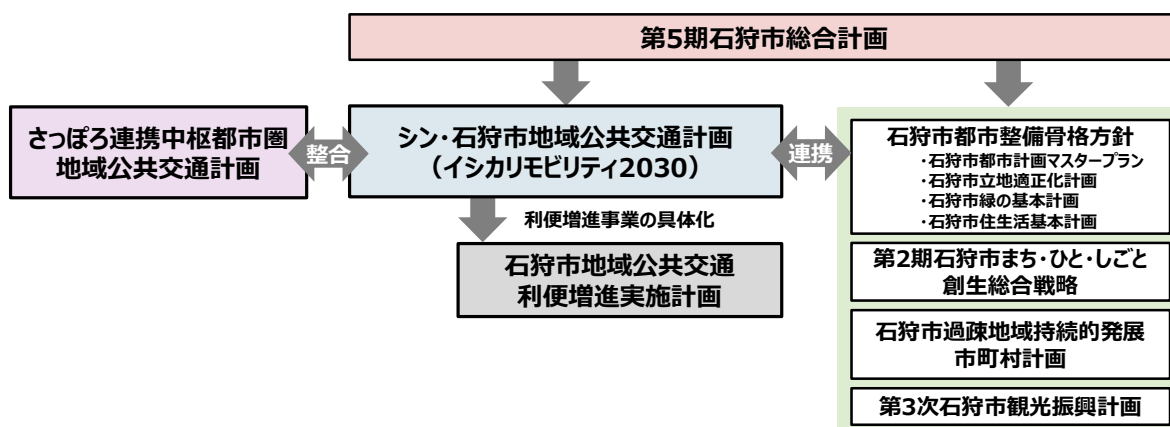 第5期石狩市総合計画
さっぽろ連携中枢都市圏
地域公共交通計画
整合
シン・石狩市地域公共交通計画
（イシカリモビリティ2030）
連携
利便増進事業の具体化
石狩市地域公共交通
利便増進実施計画
石狩市都市整備骨格方針
・石狩市都市計画マスタープラン
・石狩市立地適正化計画
・石狩市緑の基本計画
・石狩市住生活基本計画
第2期石狩市まち・ひと・しごと
創生総合戦略
石狩市過疎地域持続的発展
市町村計画
第3次石狩市観光振興計画